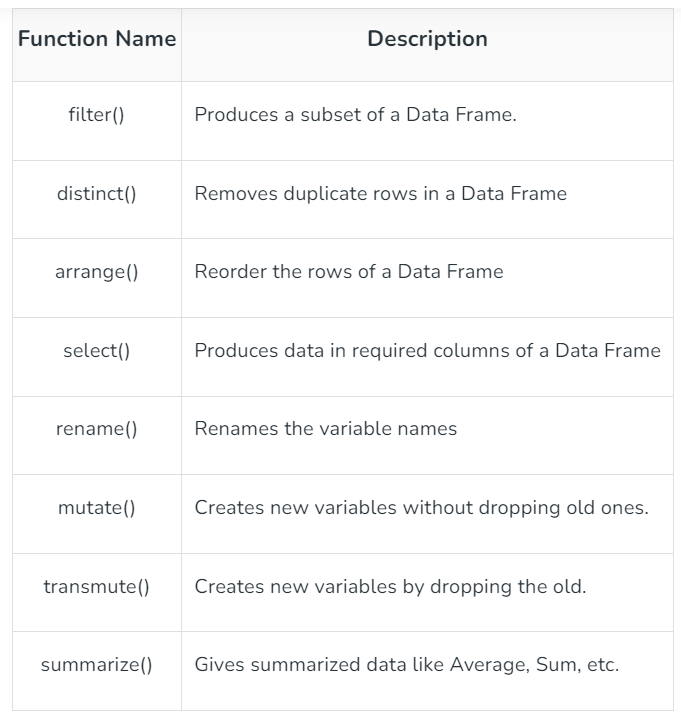 Function Name Description
filter() Produces a subset of a Data Frame.
distinct() Removes duplicate rows in a Data Frame
arrange() Reorder the rows of a Data Frame
select() Produces data in required columns of a Data Frame
rename() Renames the variable names
mutate() Creates new variables without dropping old ones.
transmute() Creates new variables by dropping the old.
summarize() Gives summarized data like Average, Sum, etc.